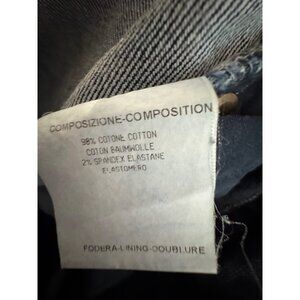 COMPOSIZIONE-COMPOSITION
98% COTONE COTTON
COTON BAUMWOLLE
2% SPANDEX ELASTANE
ELASTOMERO
FODERA-LINING-DOUBLURE